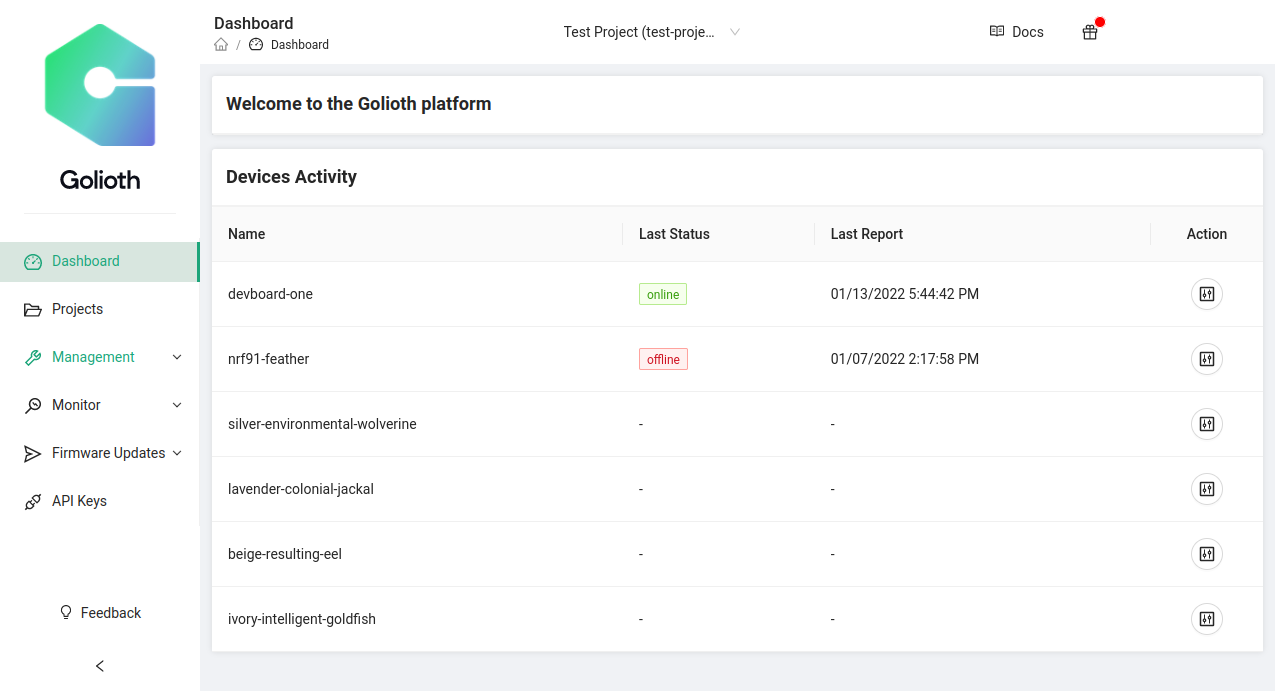 Golioth
Dashboard
Projects
Management
Monitor
Firmware Updates
API Keys
Feedback
Dashboard
/ Dashboard
Test Project (test-proje...
Docs
Welcome to the Golioth platform
Devices Activity
Name Last Status Last Report Action
devboard-one online 01/13/2022 5:44:42 PM
nrf91-feather offline 01/07/2022 2:17:58 PM
silver-environmental-wolverine - -
lavender-colonial-jackal - -
beige-resulting-eel - -
ivory-intelligent-goldfish - -